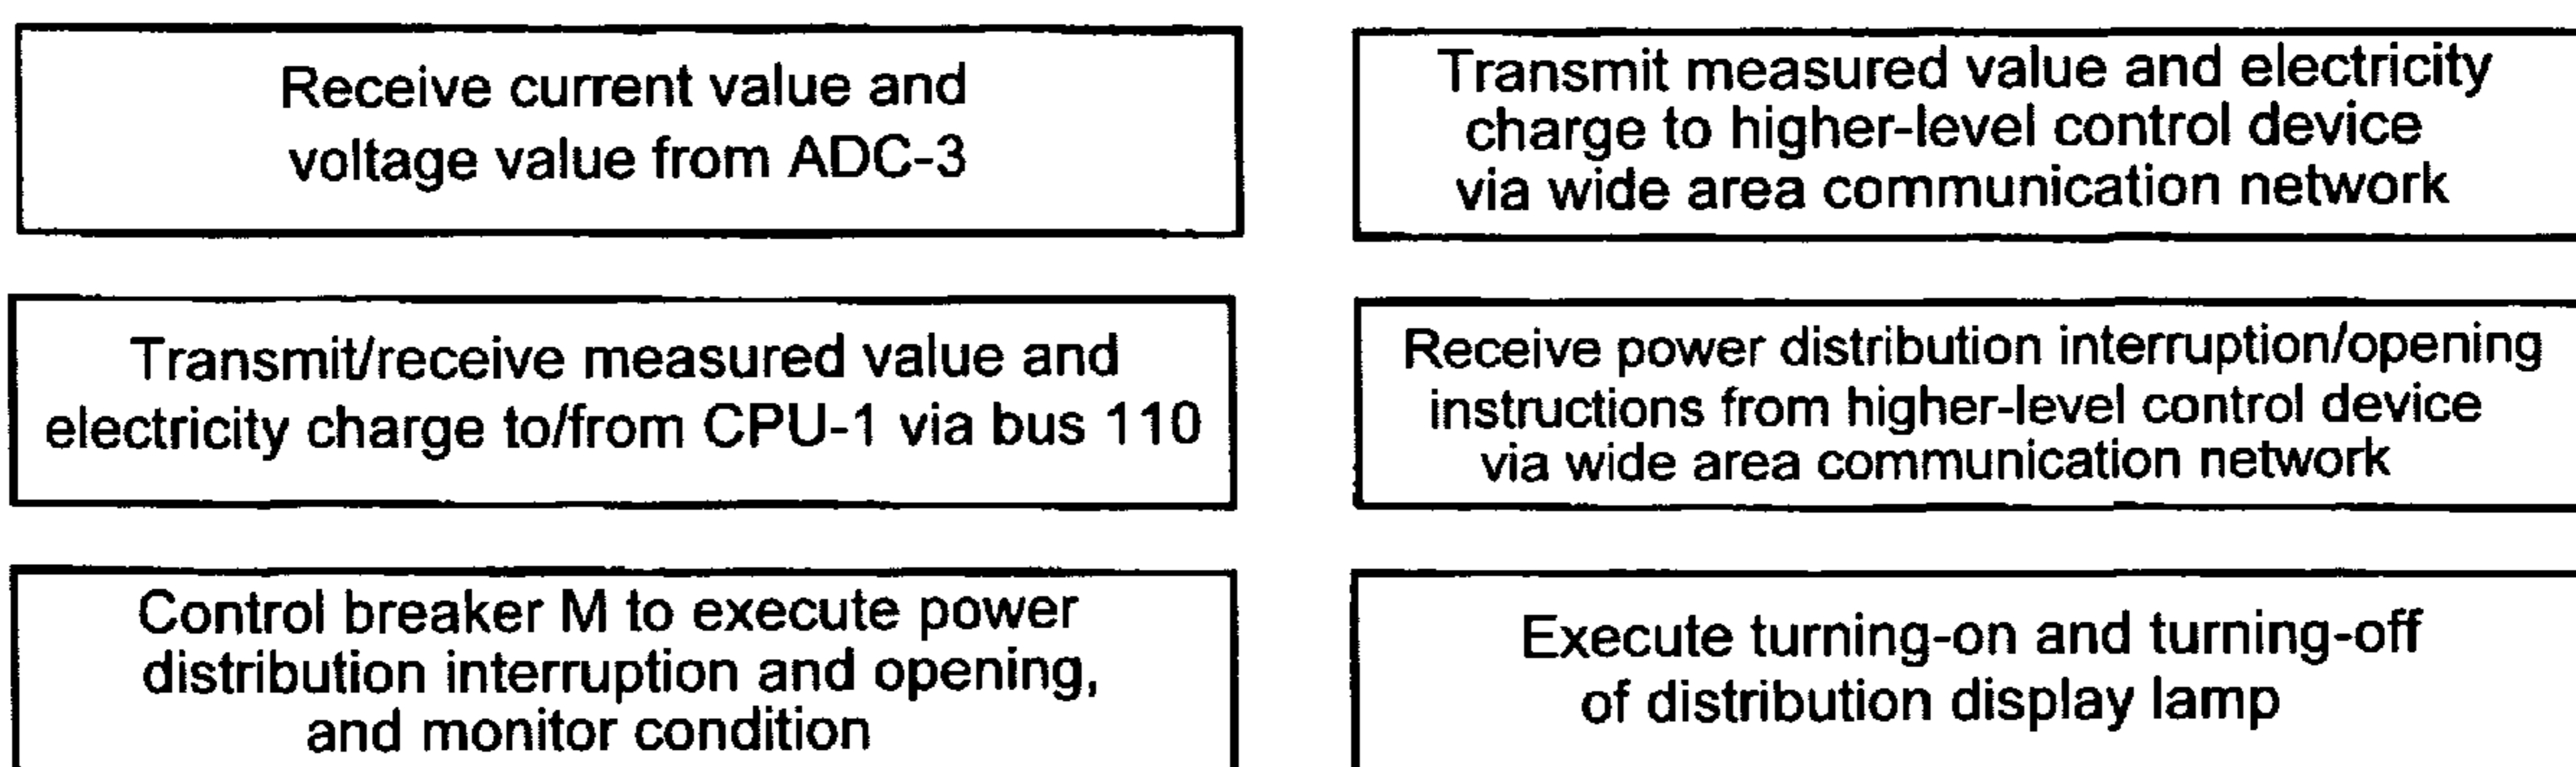 Receive current value and
voltage value from ADC-3
Transmit measured value and electricity
charge to higher-level control device
via wide area communication network
Transmit/receive measured value and
electricity charge to/from CPU-1 via bus 110
Receive power distribution interruption/opening
instructions from higher-level control device
via wide area communication network
Control breaker M to execute power
distribution interruption and opening,
and monitor condition
Execute turning-on and turning-off
of distribution display lamp